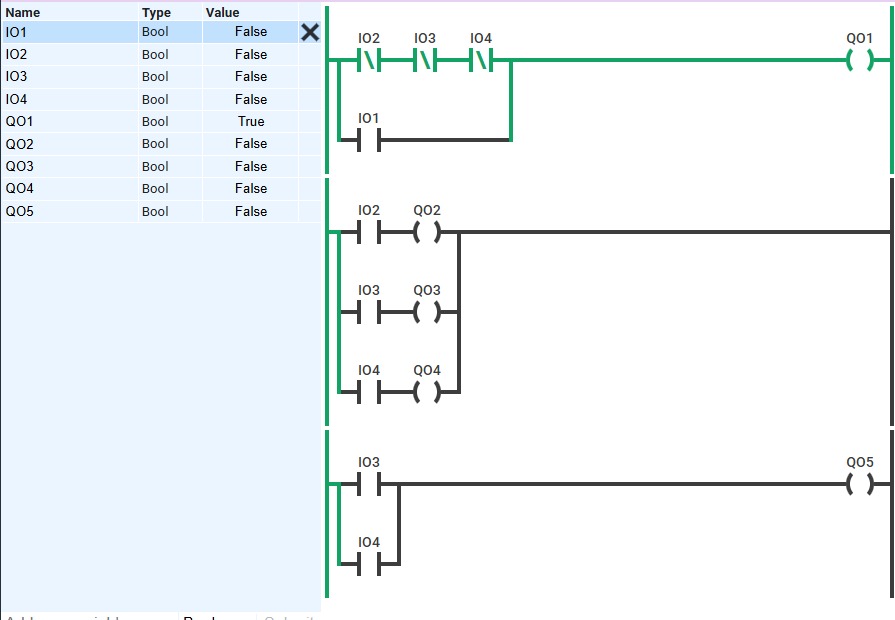 Name Type Value
IO1 Bool False
IO2 Bool False
IO3 Bool False
IO4 Bool False
QO1 Bool True
QO2 Bool False
QO3 Bool False
QO4 Bool False
QO5 Bool False
IO2 IO3 IO4 QO1
IO1
IO2 QO2
IO3 QO3
IO4 QO4
IO3 QO5
IO4